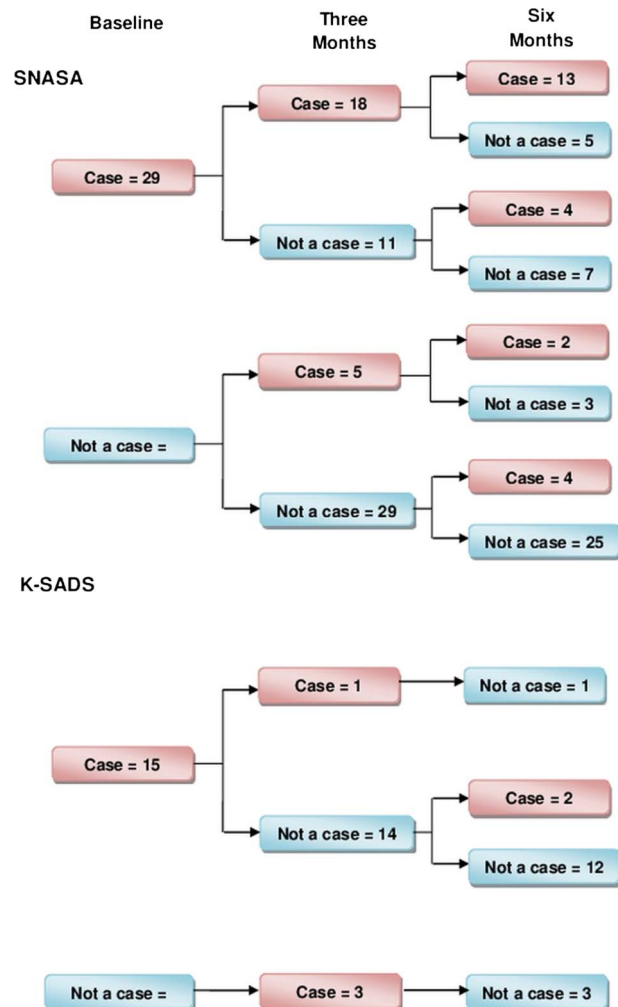 Baseline
Three
Months
Six
Months
SNASA
Case = 13
Case = 18
Not a case = 5
Case = 29
Case = 4
Not a case = 11
Not a case = 7
Case = 2
Case = 5
Not a case = 3
Not a case =
Case = 4
Not a case = 29
Not a case = 25
K-SADS
Case = 1
Not a case = 1
Case = 15
Case = 2
Not a case = 14
Not a case = 12
Not a case =
Case = 3
Not a case = 3